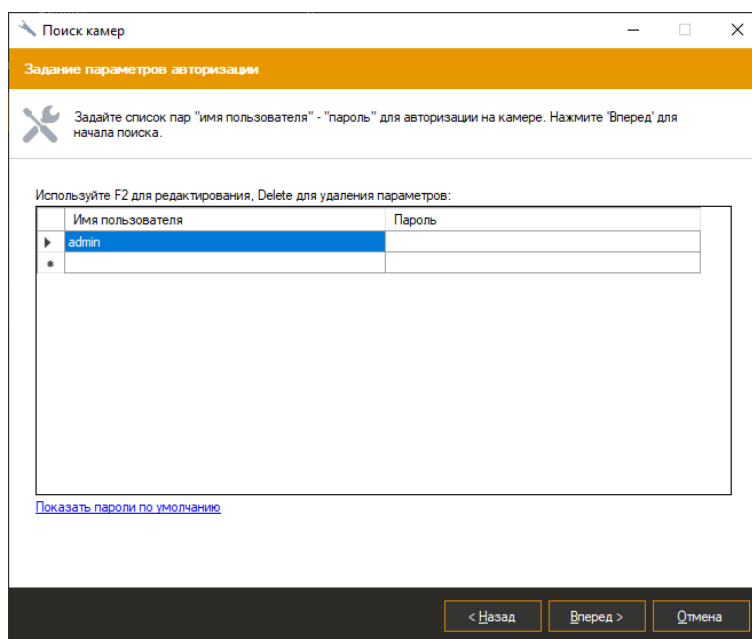 Поиск камер
Задание параметров авторизации
Задайте список пар "имя пользователя" - "пароль" для авторизации на камере. Нажмите 'Вперед' для
начала поиска.
Используйте F2 для редактирования, Delete для удаления параметров:
Имя пользователя Пароль
admin
Показать пароли по умолчанию
< Назад Вперед > Отмена